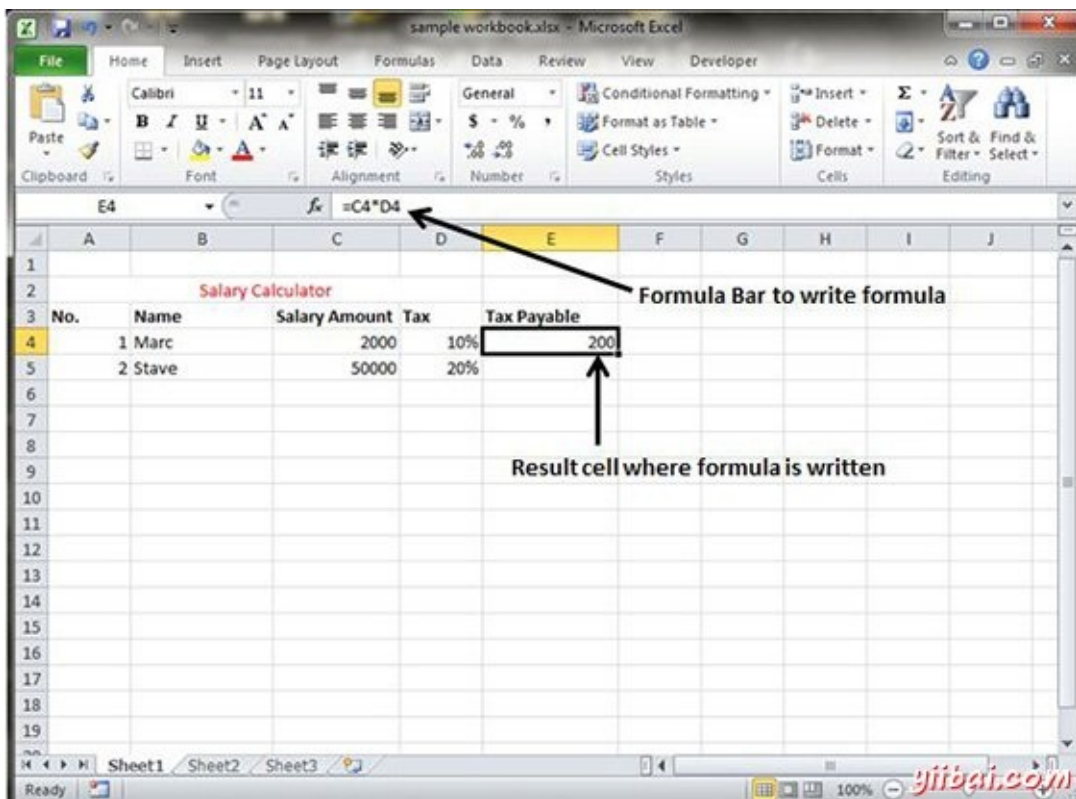 sample workbook.xlsx - Microsoft Excel
File Home Insert Page Layout Formulas Data Review View Developer
Calibri 11 General Conditional Formatting Insert Σ
Paste B I U A A $ % , Format as Table Delete Sort & Find &
Cell Styles Format Filter Select
Clipboard Font Alignment Number Styles Cells Editing
E4 fx =C4*D4
A B C D E F G H I J
1
2 Salary Calculator
Formula Bar to write formula
3 No. Name Salary Amount Tax Tax Payable
4 1 Marc 2000 10% 200
5 2 Stave 50000 20%
6
7
8
Result cell where formula is written
9
10
11
12
13
14
15
16
17
18
19
Sheet1 Sheet2 Sheet3
Ready 100%
yiibai.com